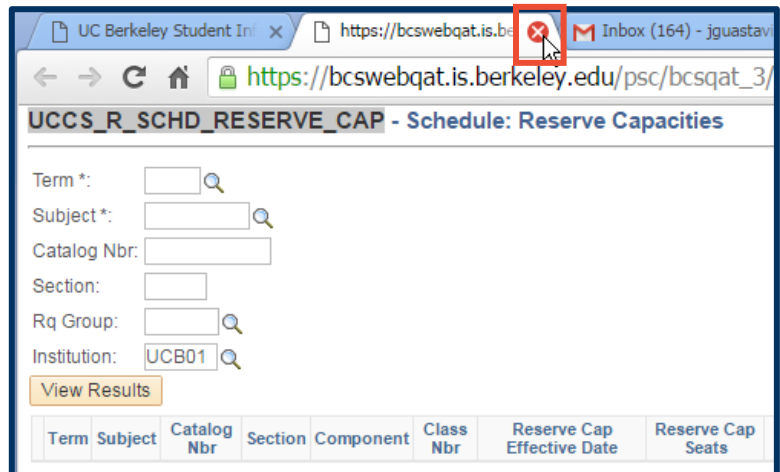 UC Berkeley Student Inf
https://bcswebqat.is.be
Inbox (164) - jguastavi
https://bcswebqat.is.berkeley.edu/psc/bcsqat_3/
UCCS_R_SCHD_RESERVE_CAP - Schedule: Reserve Capacities
Term *:
Subject *:
Catalog Nbr:
Section:
Rq Group:
Institution: UCB01
View Results
Term Subject Catalog Nbr Section Component Class Nbr Reserve Cap Effective Date Reserve Cap Seats